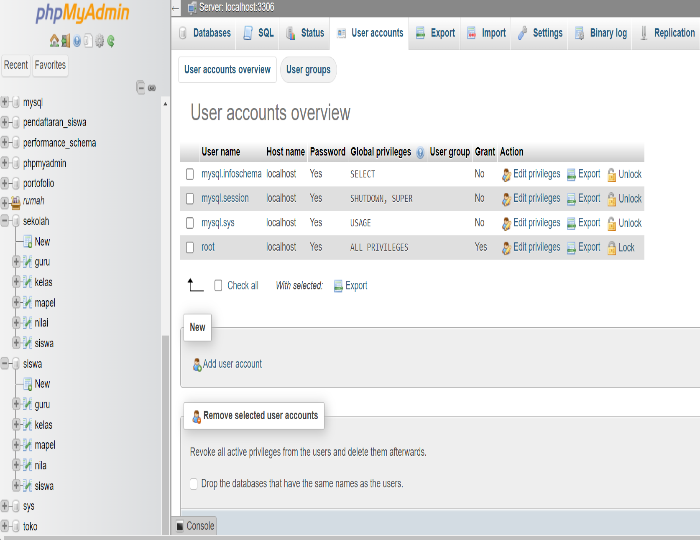 phpMyAdmin
Recent Favorites
mysql
pendaftaran_siswa
performance_schema
phpmyadmin
portofolio
rumah
sekolah
New
guru
kelas
mapel
nilai
siswa
siswa
New
guru
kelas
mapel
nila
siswa
sys
toko
Server: localhost:3306
Databases SQL Status User accounts Export Import Settings Binary log Replication
User accounts overview User groups
User accounts overview
User name Host name Password Global privileges User group Grant Action
mysql.infoschema localhost Yes SELECT No Edit privileges Export Unlock
mysql.session localhost Yes SHUTDOWN, SUPER No Edit privileges Export Unlock
mysql.sys localhost Yes USAGE No Edit privileges Export Unlock
root localhost Yes ALL PRIVILEGES Yes Edit privileges Export Lock
Check all With selected: Export
New
Add user account
Remove selected user accounts
Revoke all active privileges from the users and delete them afterwards.
Drop the databases that have the same names as the users.
Console